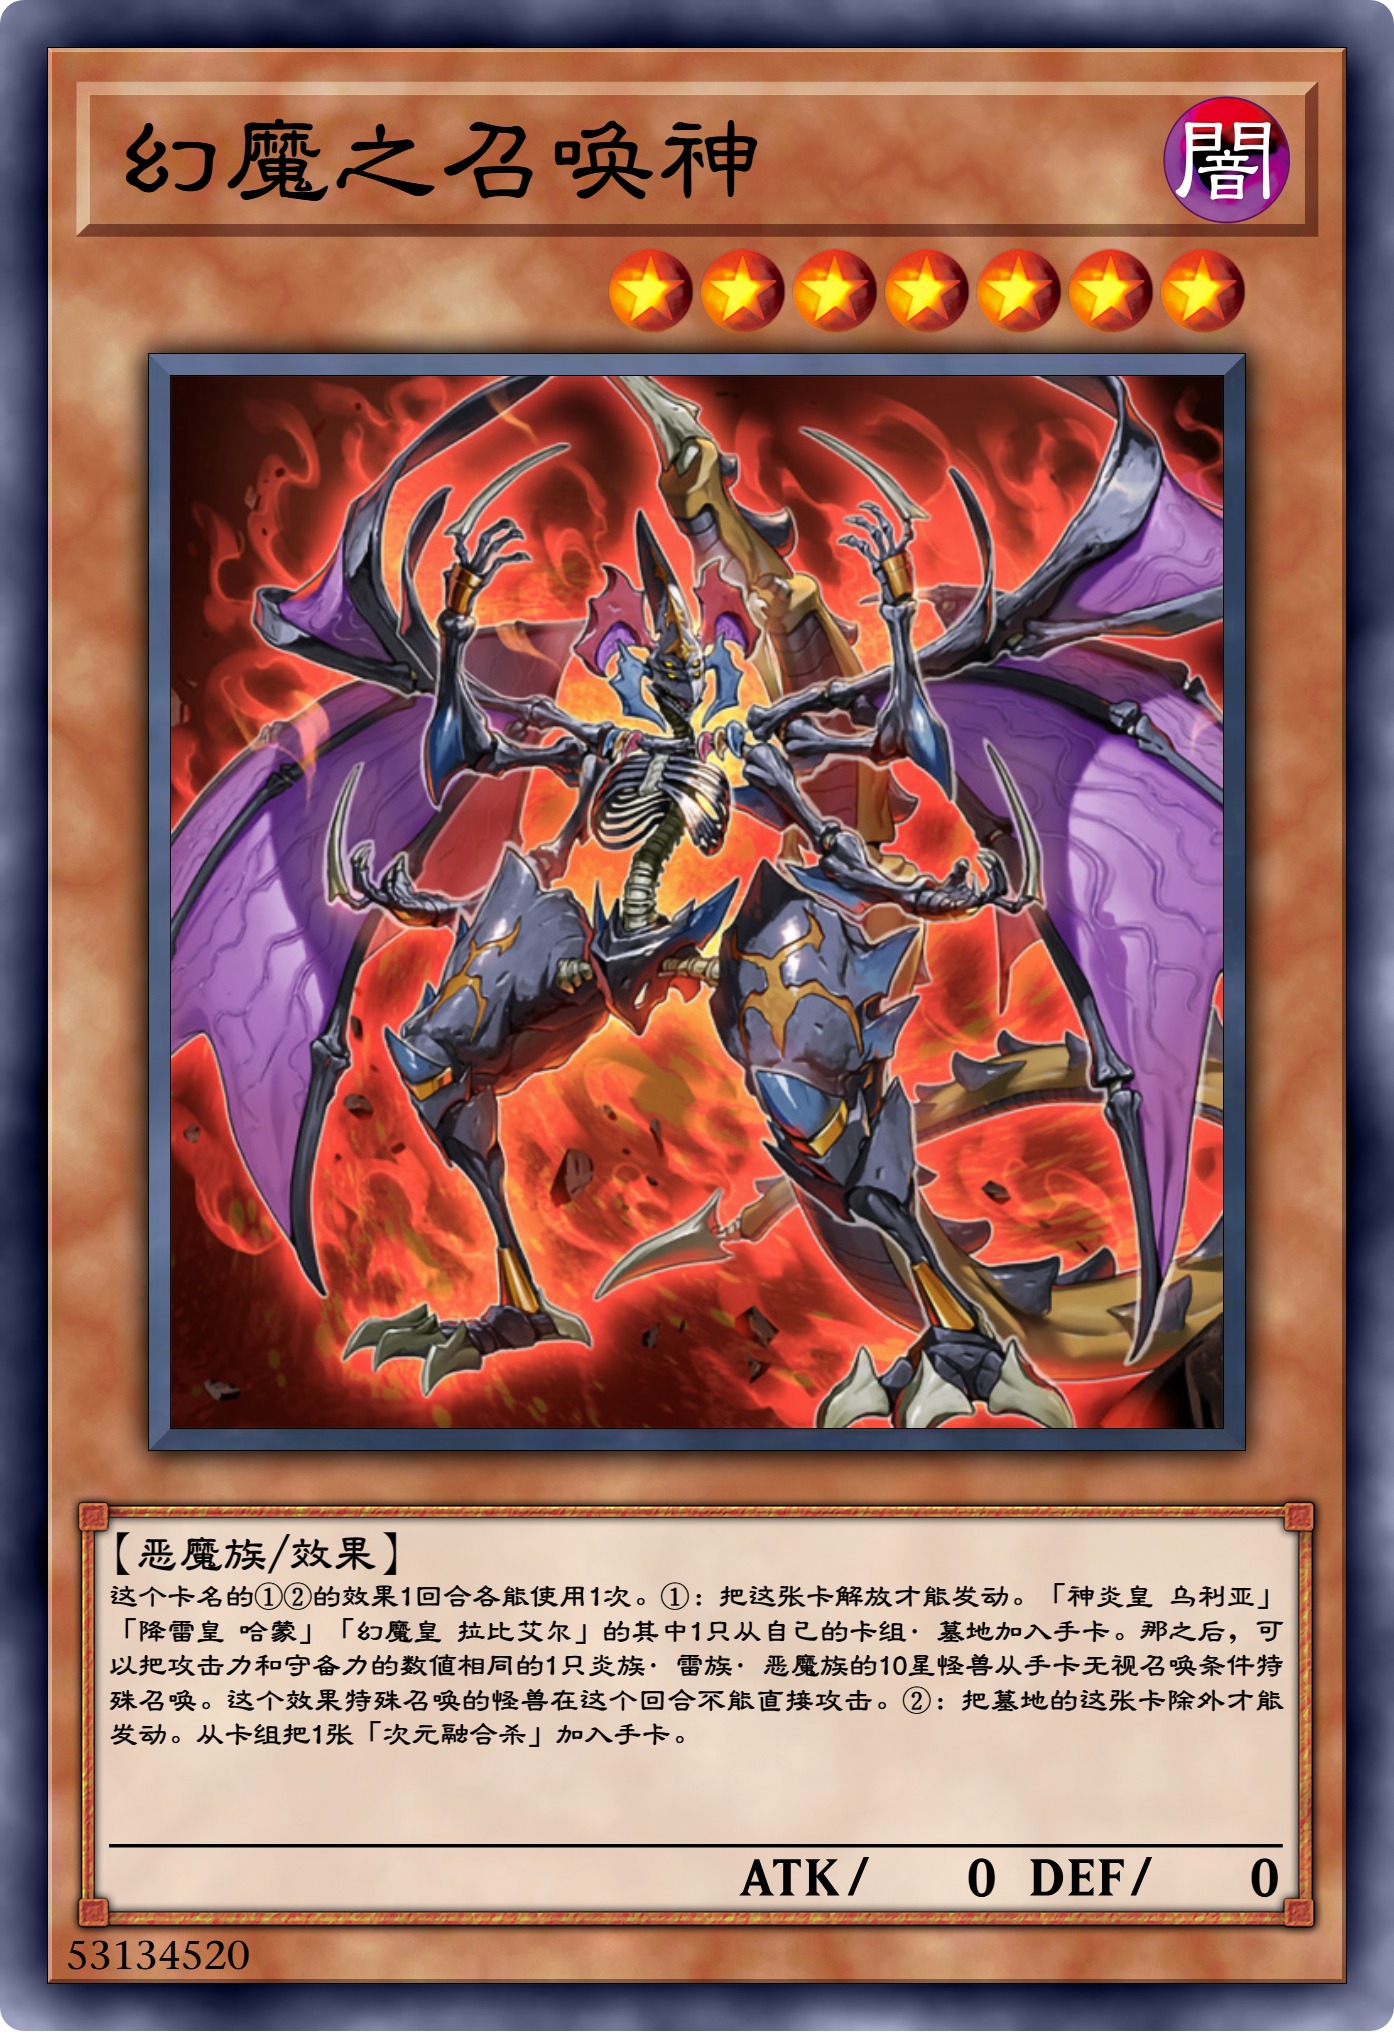 幻魔之召唤神
闇
【恶魔族/效果】
这个卡名的①②的效果1回合各能使用1次。①：把这张卡解放才能发动。「神炎皇 乌利亚」
「降雷皇 哈蒙」「幻魔皇 拉比艾尔」的其中1只从自己的卡组·墓地加入手卡。那之后，可
以把攻击力和守备力的数值相同的1只炎族·雷族·恶魔族的10星怪兽从手卡无视召唤条件特
殊召唤。这个效果特殊召唤的怪兽在这个回合不能直接攻击。②：把墓地的这张卡除外才能
发动。从卡组把1张「次元融合杀」加入手卡。
ATK/ 0 DEF/ 0
53134520